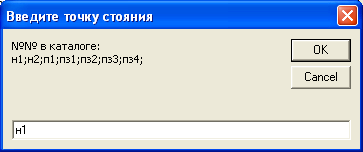 Введите точку стояния
№№ в каталоге:
н1;н2;п1;пз1;пз2;пз3;пз4;
OK
Cancel
н1